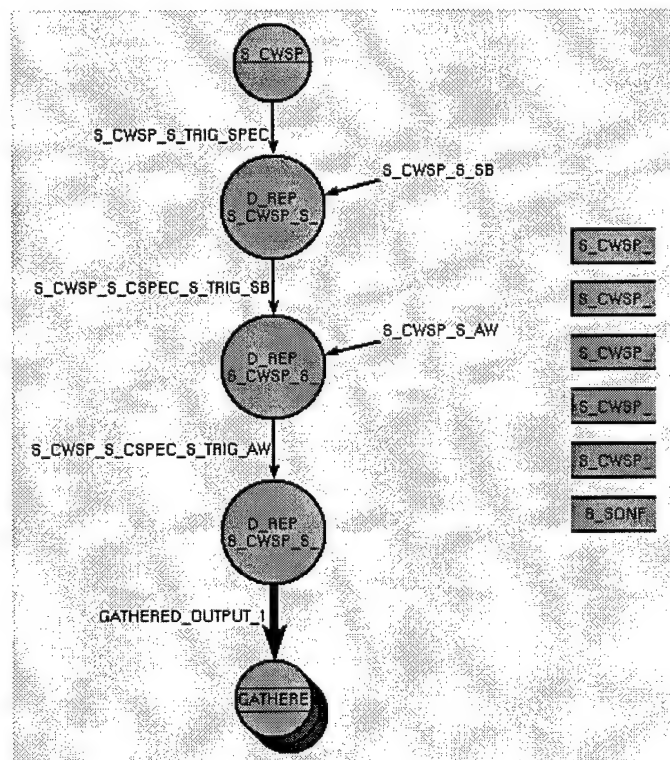 S_CWSP
S_CWSP_S_TRIG_SPEC
S_CWSP_S_SB
D_REP
S_CWSP_S_
S_CWSP_
S_CWSP_S_CSPEC_S_TRIG_SB
S_CWSP_
S_CWSP_S_AW
D_REP
S_CWSP_S_
S_CWSP_
S_CWSP_
S_CWSP_S_CSPEC_S_TRIG_AW
S_CWSP_
D_REP
S_CWSP_S_
S_SONF
GATHERED_OUTPUT_1
GATHERE